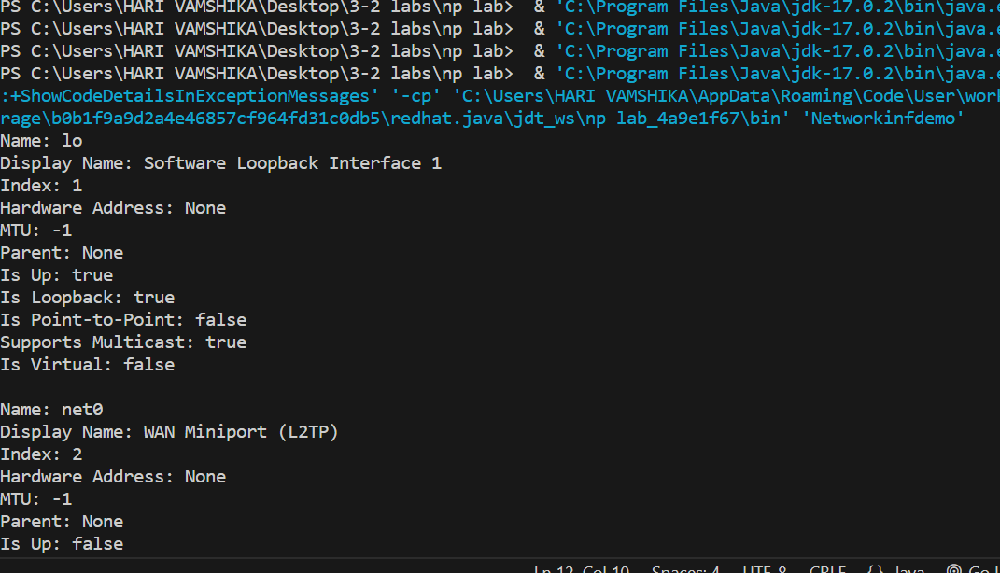 PS C:\Users\HARI VAMSHIKA\Desktop\3-2 labs\np lab>  & 'C:\Program Files\Java\jdk-17.0.2\bin\java.e
PS C:\Users\HARI VAMSHIKA\Desktop\3-2 labs\np lab>  & 'C:\Program Files\Java\jdk-17.0.2\bin\java.e
PS C:\Users\HARI VAMSHIKA\Desktop\3-2 labs\np lab>  & 'C:\Program Files\Java\jdk-17.0.2\bin\java.e
PS C:\Users\HARI VAMSHIKA\Desktop\3-2 labs\np lab>  & 'C:\Program Files\Java\jdk-17.0.2\bin\java.e
:+ShowCodeDetailsInExceptionMessages' '-cp' 'C:\Users\HARI VAMSHIKA\AppData\Roaming\Code\User\work
rage\b0b1f9a9d2a4e46857cf964fd31c0db5\redhat.java\jdt_ws\np lab_4a9e1f67\bin' 'Networkinfdemo'
Name: lo
Display Name: Software Loopback Interface 1
Index: 1
Hardware Address: None
MTU: -1
Parent: None
Is Up: true
Is Loopback: true
Is Point-to-Point: false
Supports Multicast: true
Is Virtual: false
Name: net0
Display Name: WAN Miniport (L2TP)
Index: 2
Hardware Address: None
MTU: -1
Parent: None
Is Up: false
Ln 12, Col 10 Spaces: 4 UTF-8 CRLF {} Java Go L